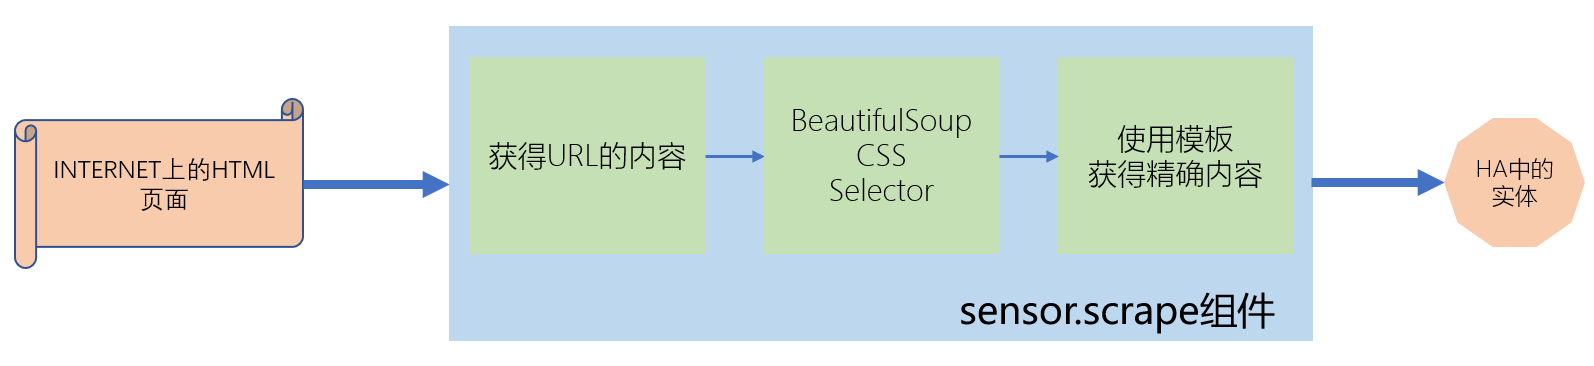 INTERNET上的HTML
页面
获得URL的内容
BeautifulSoup
CSS
Selector
使用模板
获得精确内容
sensor.scrape组件
HA中的
实体